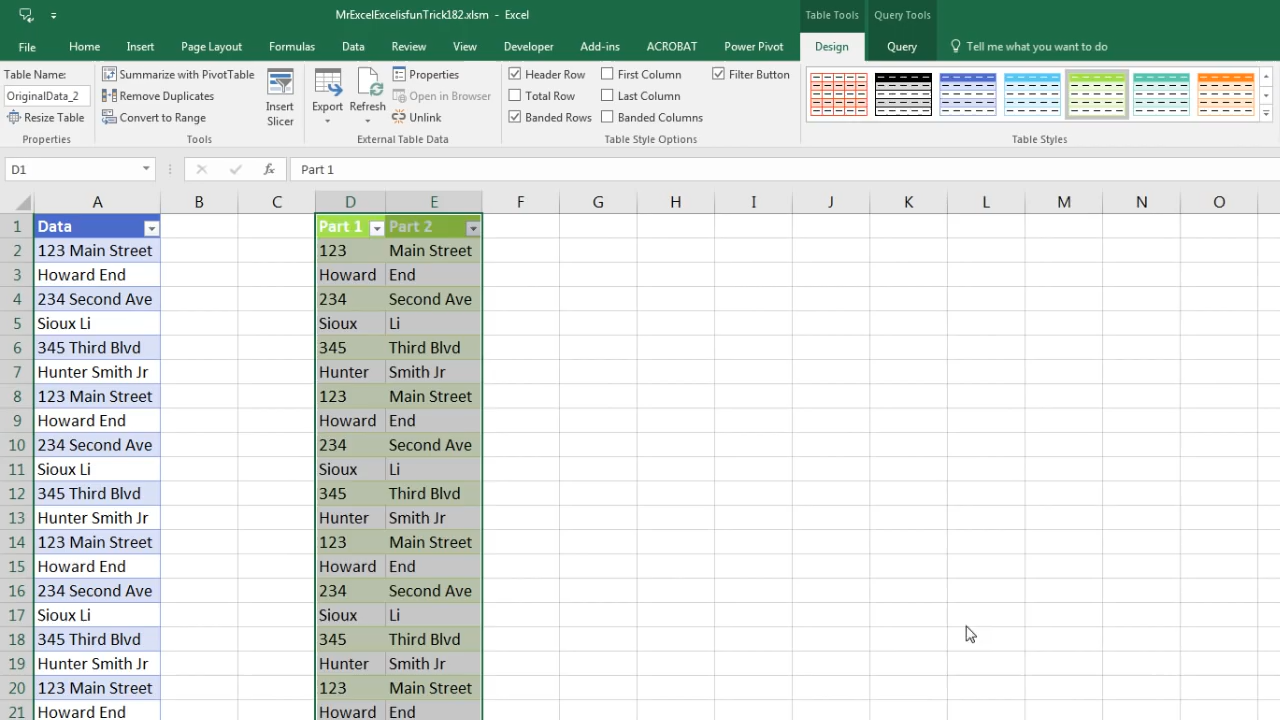 MrExcelExcelisfunTrick182.xlsm - Excel
Table Tools Query Tools
File Home Insert Page Layout Formulas Data Review View Developer Add-ins ACROBAT Power Pivot Design Query Tell me what you want to do
Table Name: Summarize with PivotTable Properties Header Row First Column Filter Button
OriginalData_2 Remove Duplicates Insert Slicer Export Refresh Open in Browser Total Row Last Column
Resize Table Convert to Range Unlink Banded Rows Banded Columns
Properties Tools External Table Data Table Style Options Table Styles
D1 fx Part 1
A B C D E F G H I J K L M N O
1 Data Part 1 Part 2
2 123 Main Street 123 Main Street
3 Howard End Howard End
4 234 Second Ave 234 Second Ave
5 Sioux Li Sioux Li
6 345 Third Blvd 345 Third Blvd
7 Hunter Smith Jr Hunter Smith Jr
8 123 Main Street 123 Main Street
9 Howard End Howard End
10 234 Second Ave 234 Second Ave
11 Sioux Li Sioux Li
12 345 Third Blvd 345 Third Blvd
13 Hunter Smith Jr Hunter Smith Jr
14 123 Main Street 123 Main Street
15 Howard End Howard End
16 234 Second Ave 234 Second Ave
17 Sioux Li Sioux Li
18 345 Third Blvd 345 Third Blvd
19 Hunter Smith Jr Hunter Smith Jr
20 123 Main Street 123 Main Street
21 Howard End Howard End